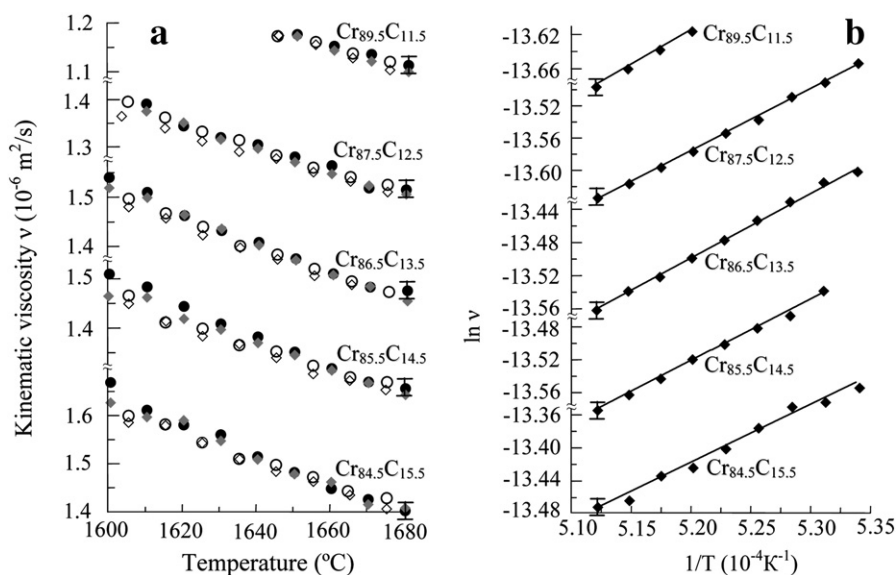 a
1.2
1.1
1.4
1.3
1.5
1.4
1.5
1.4
1.6
1.5
1.4
1600 1620 1640 1660 1680
Temperature (ºC)
Kinematic viscosity ν (10⁻⁶ m²/s)
Cr₈₉.₅C₁₁.₅
Cr₈₇.₅C₁₂.₅
Cr₈₆.₅C₁₃.₅
Cr₈₅.₅C₁₄.₅
Cr₈₄.₅C₁₅.₅
b
-13.62
-13.66
-13.52
-13.56
-13.60
-13.44
-13.48
-13.52
-13.56
-13.48
-13.52
-13.56
-13.36
-13.40
-13.44
-13.48
5.10 5.15 5.20 5.25 5.30 5.35
1/T (10⁻⁴K⁻¹)
ln ν
Cr₈₉.₅C₁₁.₅
Cr₈₇.₅C₁₂.₅
Cr₈₆.₅C₁₃.₅
Cr₈₅.₅C₁₄.₅
Cr₈₄.₅C₁₅.₅